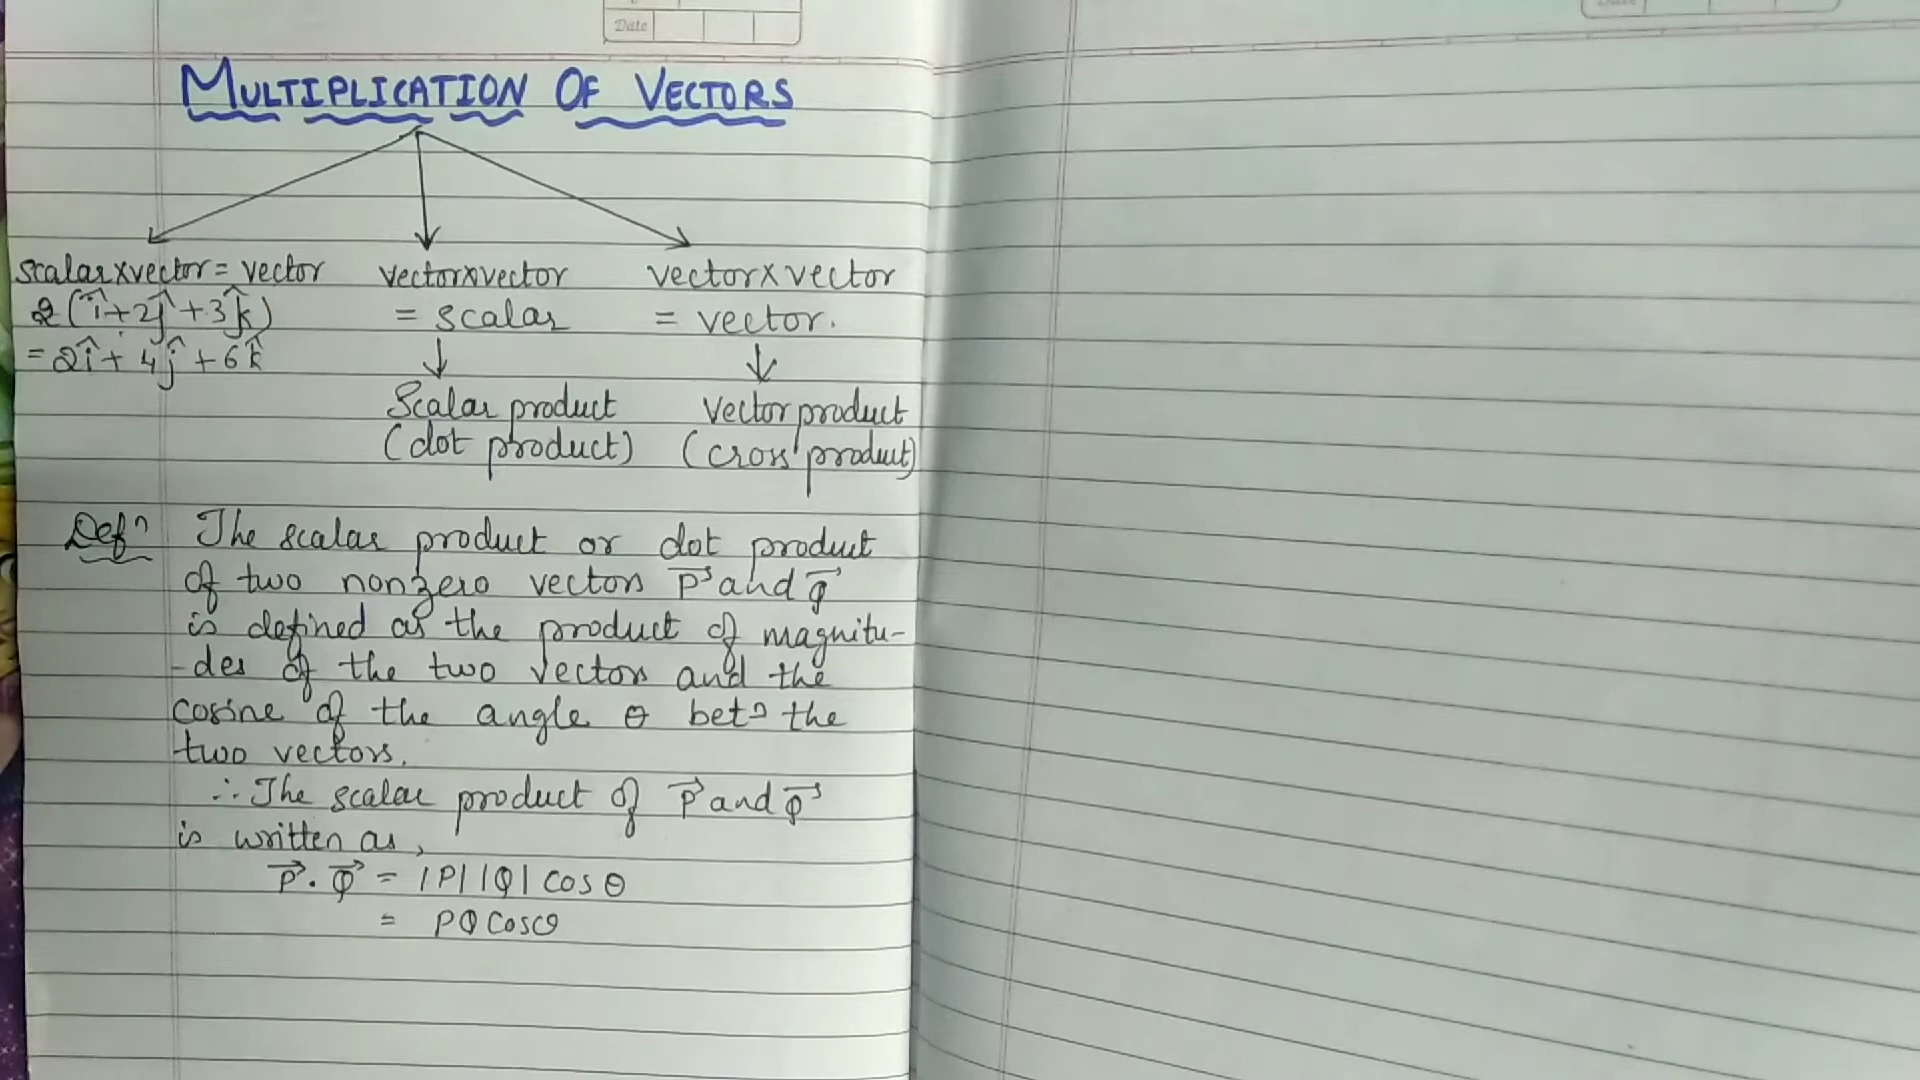 Date
MULTIPLICATION OF VECTORS
scalar×vector = vector
2(î+2ĵ+3k̂)
=2î+4ĵ+6k̂
vector×vector
= scalar
↓
Scalar product
(dot product)
vector×vector
= vector.
↓
Vector product
(cross product)
Defⁿ The scalar product or dot product
of two nonzero vectors P⃗ and Q⃗
is defined as the product of magnitu-
-des of the two vectors and the
cosine of the angle θ betⁿ the
two vectors.
∴ The scalar product of P⃗ and Q⃗
is written as,
P⃗ . Q⃗ = |P| |Q| cos θ
= PQ Cosθ